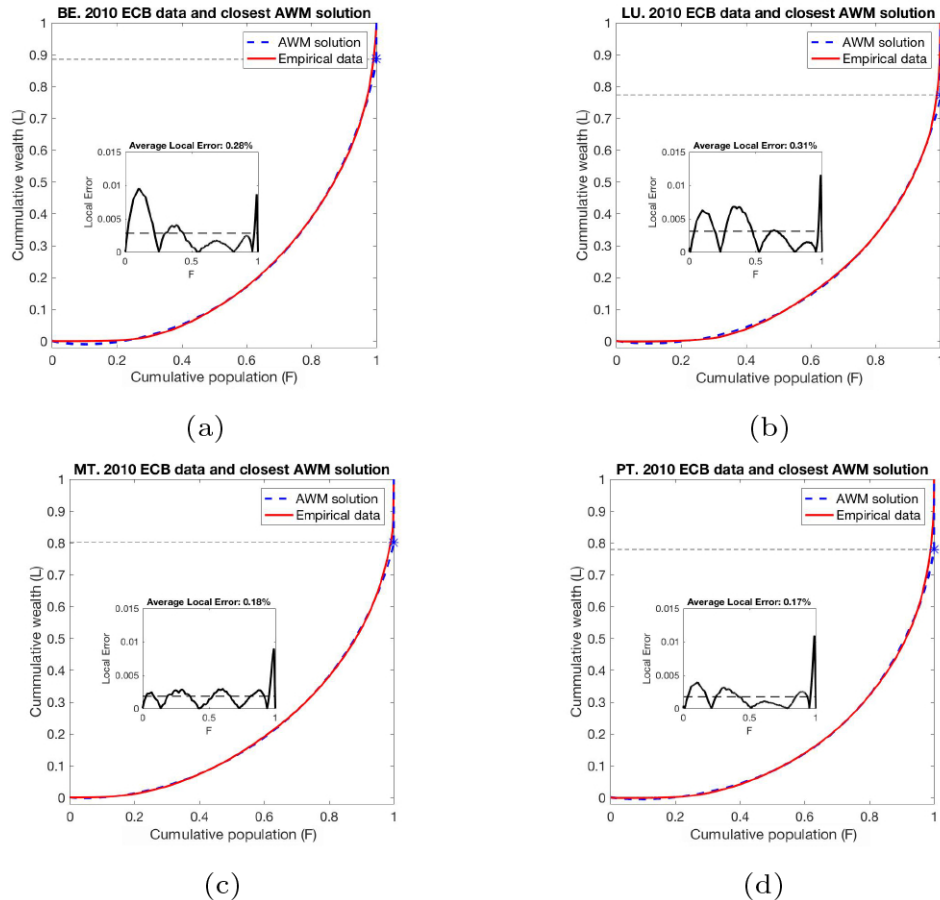 BE. 2010 ECB data and closest AWM solution
AWM solution
Empirical data
Cummulative wealth (L)
1
0.9
0.8
0.7
0.6
0.5
0.4
0.3
0.2
0.1
0
Average Local Error: 0.28%
Local Error
0.015
0.01
0.005
0
0 0.5 1
F
0 0.2 0.4 0.6 0.8 1
Cumulative population (F)
(a)
LU. 2010 ECB data and closest AWM solution
AWM solution
Empirical data
Cummulative wealth (L)
1
0.9
0.8
0.7
0.6
0.5
0.4
0.3
0.2
0.1
0
Average Local Error: 0.31%
Local Error
0.015
0.01
0.005
0
0 0.5 1
F
0 0.2 0.4 0.6 0.8 1
Cumulative population (F)
(b)
MT. 2010 ECB data and closest AWM solution
AWM solution
Empirical data
Cummulative wealth (L)
1
0.9
0.8
0.7
0.6
0.5
0.4
0.3
0.2
0.1
0
Average Local Error: 0.18%
Local Error
0.015
0.01
0.005
0
0 0.5 1
F
0 0.2 0.4 0.6 0.8 1
Cumulative population (F)
(c)
PT. 2010 ECB data and closest AWM solution
AWM solution
Empirical data
Cummulative wealth (L)
1
0.9
0.8
0.7
0.6
0.5
0.4
0.3
0.2
0.1
0
Average Local Error: 0.17%
Local Error
0.015
0.01
0.005
0
0 0.5 1
F
0 0.2 0.4 0.6 0.8 1
Cumulative population (F)
(d)